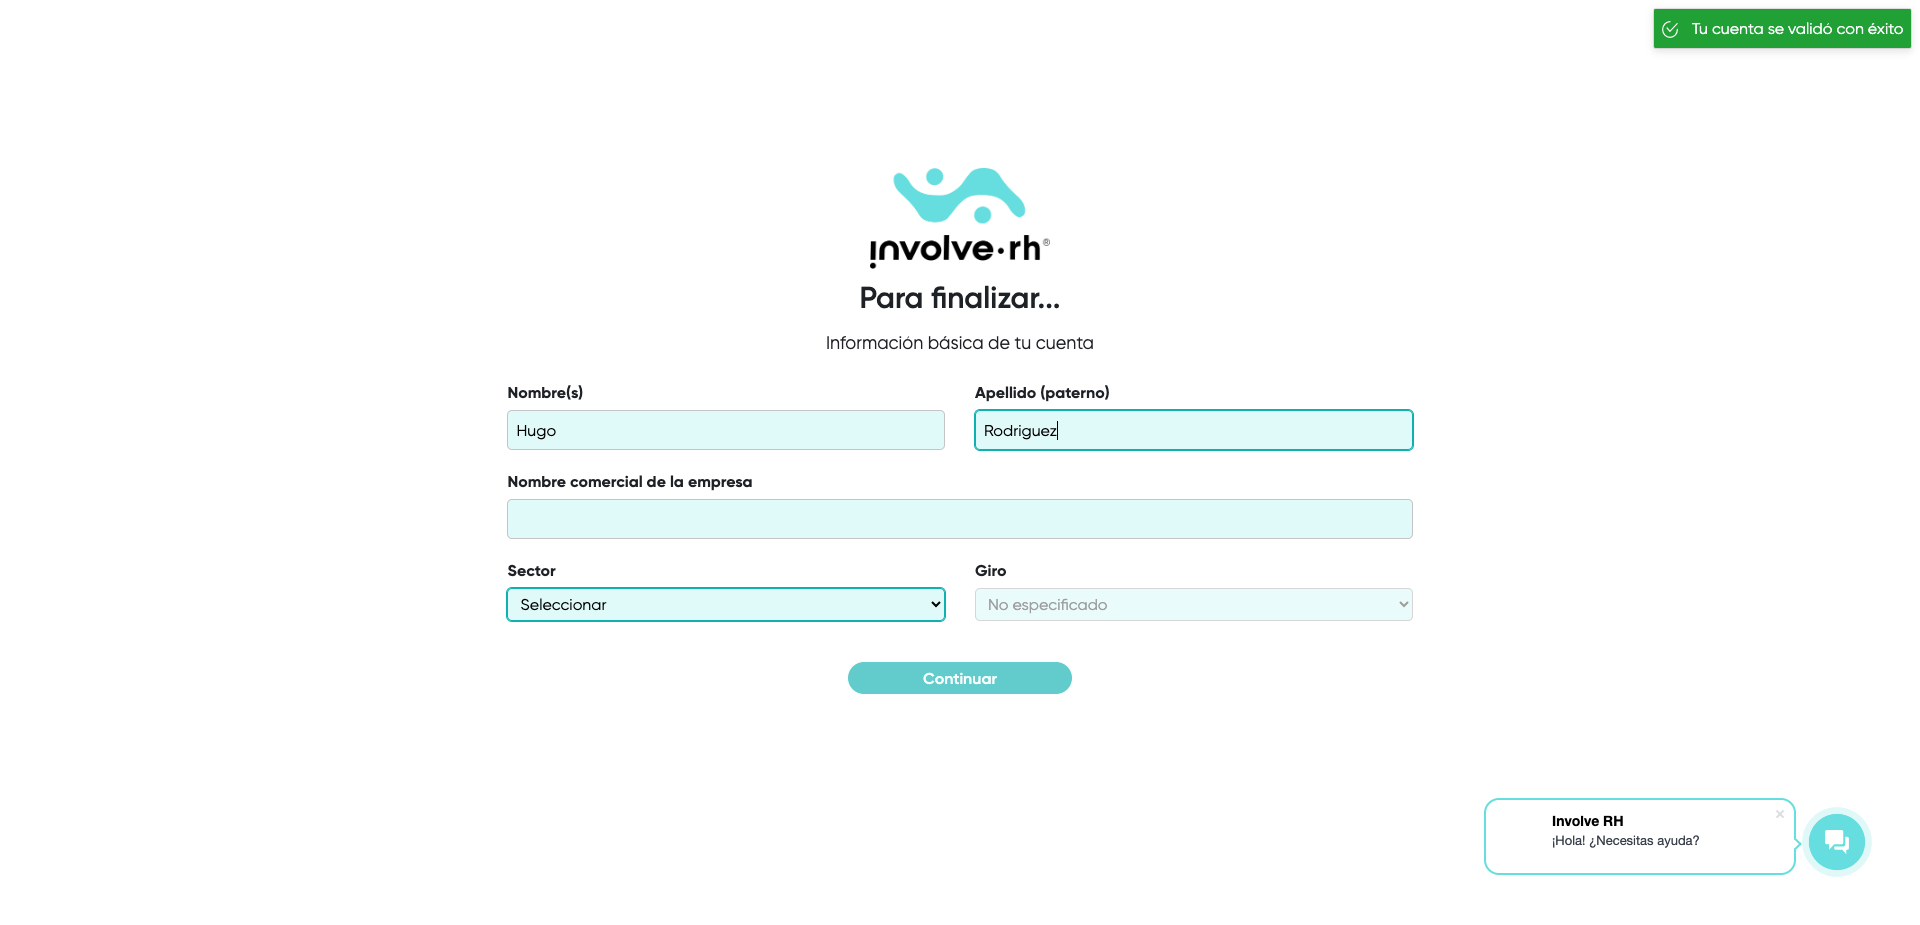 Tu cuenta se validó con éxito
involve·rh®
Para finalizar...
Información básica de tu cuenta
Nombre(s)
Apellido (paterno)
Hugo
Rodriguez
Nombre comercial de la empresa
Sector
Giro
Seleccionar
No especificado
Continuar
Involve RH
¡Hola! ¿Necesitas ayuda?